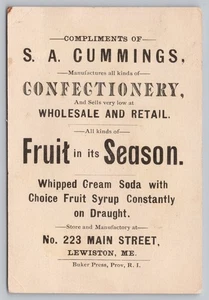 COMPLIMENTS OF
S. A. CUMMINGS,
Manufactures all kinds of
CONFECTIONERY,
And Sells very low at
WHOLESALE AND RETAIL.
All kinds of
Fruit in its Season.
Whipped Cream Soda with
Choice Fruit Syrup Constantly
on Draught.
Store and Manufactory at
No. 223 MAIN STREET,
LEWISTON, ME.
Baker Press, Prov, R. I.